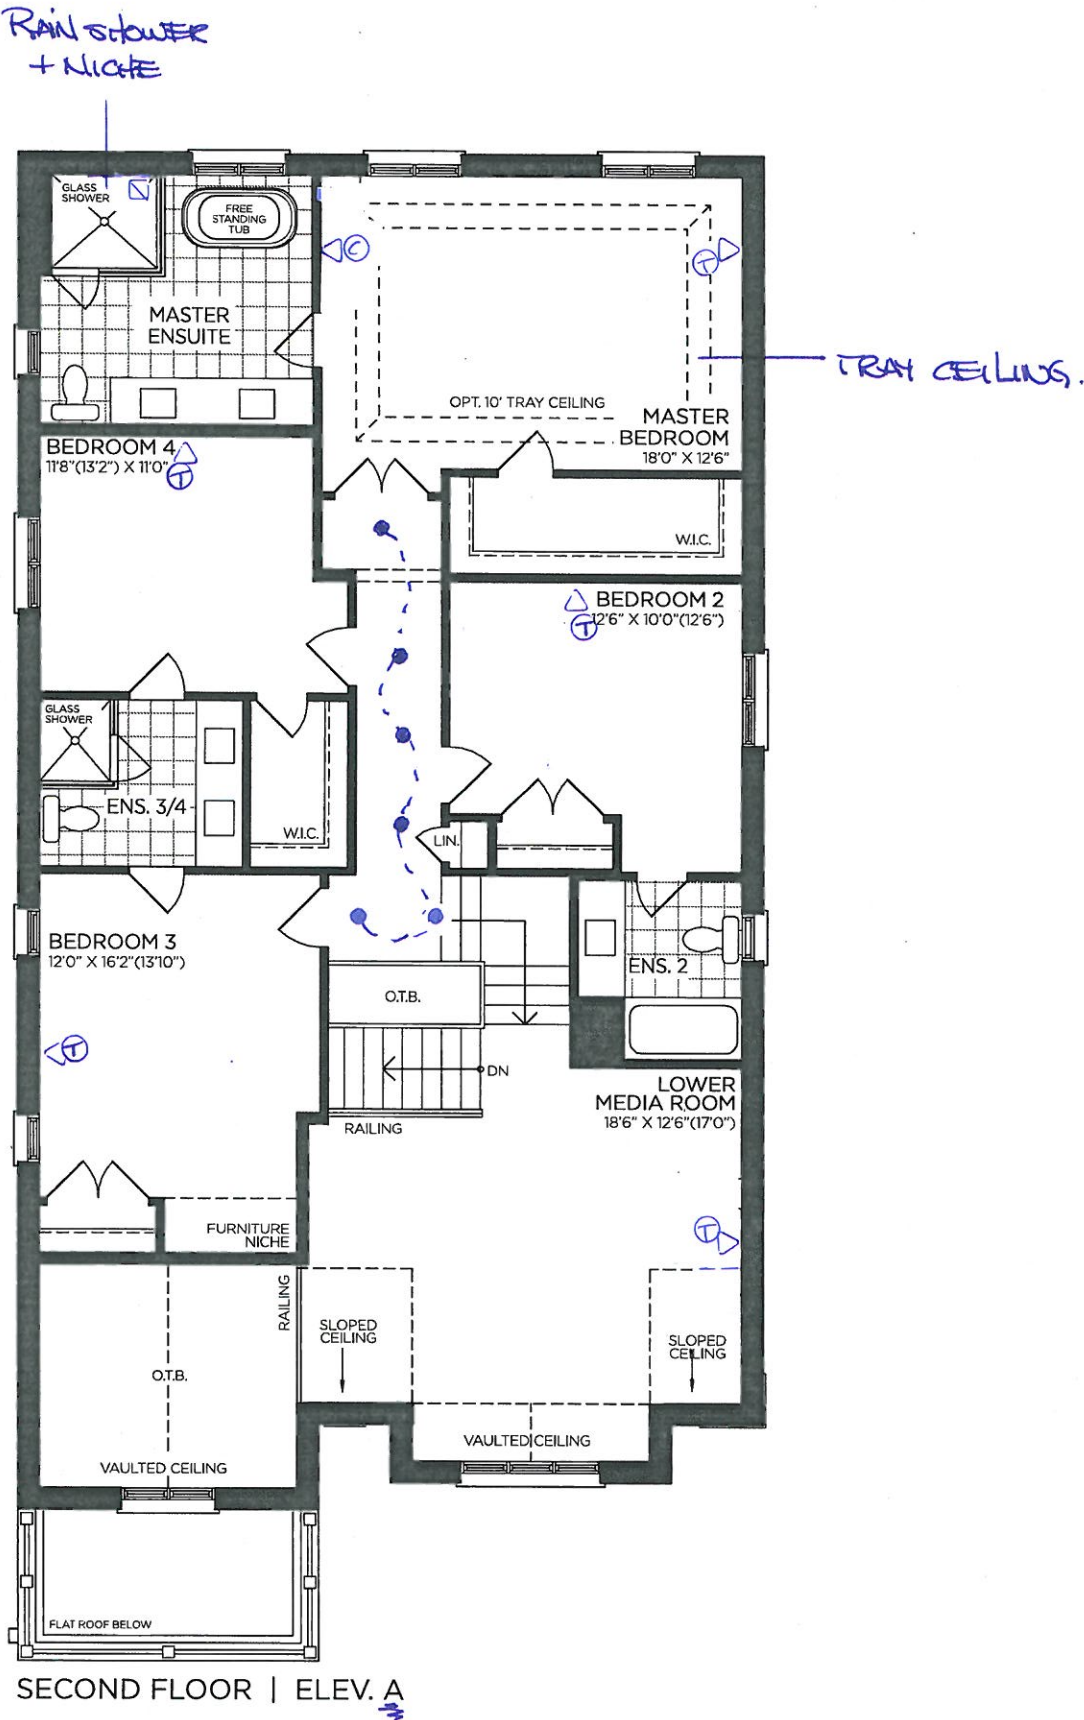 RAIN SHOWER
+ NICHE
GLASS
SHOWER
FREE
STANDING
TUB
C
T
MASTER
ENSUITE
TRAY CEILING.
OPT. 10' TRAY CEILING
MASTER
BEDROOM
18'0" X 12'6"
BEDROOM 4
11'8"(13'2") X 11'0"
T
W.I.C.
BEDROOM 2
12'6" X 10'0"(12'6")
T
GLASS
SHOWER
ENS. 3/4
W.I.C.
LIN.
BEDROOM 3
12'0" X 16'2"(13'10")
ENS. 2
O.T.B.
T
DN
LOWER
MEDIA ROOM
18'6" X 12'6"(17'0")
RAILING
T
FURNITURE
NICHE
RAILING
SLOPED
CEILING
SLOPED
CEILING
O.T.B.
VAULTED CEILING
VAULTED CEILING
FLAT ROOF BELOW
SECOND FLOOR | ELEV. A